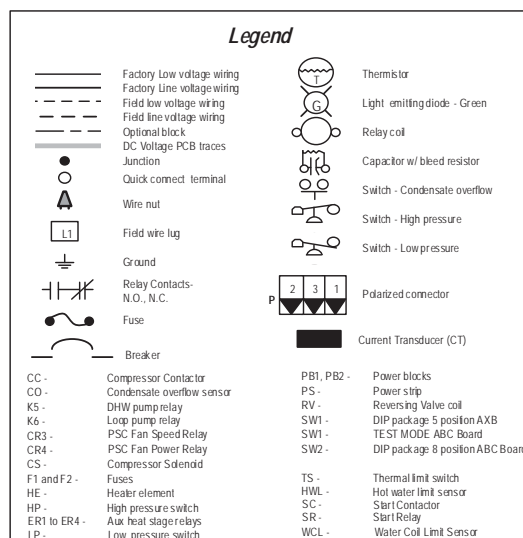 Legend
Factory Low voltage wiring
Factory Line voltage wiring
Field low voltage wiring
Field line voltage wiring
Optional block
DC Voltage PCB traces
Junction
Quick connect terminal
Wire nut
L1
Field wire lug
Ground
Relay Contacts-
N.O., N.C.
Fuse
Breaker
T
Thermistor
G
Light emitting diode - Green
Relay coil
Capacitor w/ bleed resistor
Switch - Condensate overflow
Switch - High pressure
Switch - Low pressure
P
2 3 1
Polarized connector
Current Transducer (CT)
CC - Compressor Contactor
CO - Condensate overflow sensor
K5 - DHW pump relay
K6 - Loop pump relay
CR3 - PSC Fan Speed Relay
CR4 - PSC Fan Power Relay
CS - Compressor Solenoid
F1 and F2 - Fuses
HE - Heater element
HP - High pressure switch
ER1 to ER4 - Aux heat stage relays
LP - Low pressure switch
PB1, PB2 - Power blocks
PS - Power strip
RV - Reversing Valve coil
SW1 - DIP package 5 position AXB
SW1 - TEST MODE ABC Board
SW2 - DIP package 8 position ABC Board
TS - Thermal limit switch
HWL - Hot water limit sensor
SC - Start Contactor
SR - Start Relay
WCL - Water Coil Limit Sensor